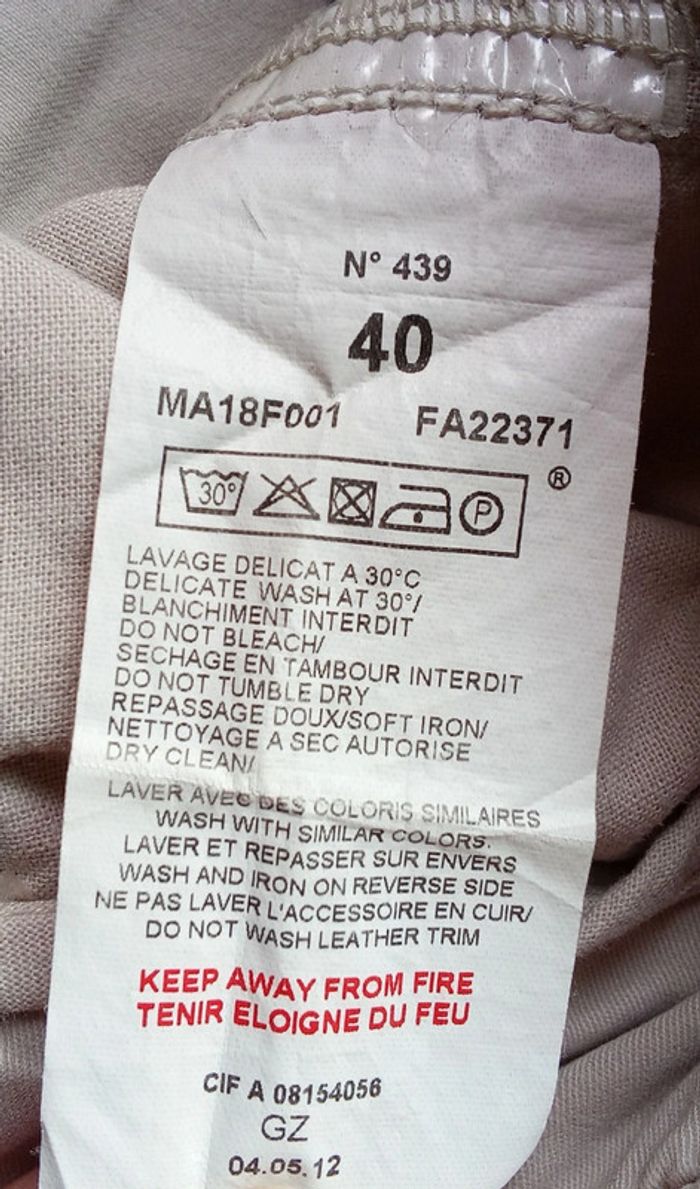 N° 439
40
MA18F001 FA22371
30° P ®
LAVAGE DELICAT A 30°C
DELICATE WASH AT 30°/
BLANCHIMENT INTERDIT
DO NOT BLEACH/
SECHAGE EN TAMBOUR INTERDIT
DO NOT TUMBLE DRY
REPASSAGE DOUX/SOFT IRON/
NETTOYAGE A SEC AUTORISE
DRY CLEAN/
LAVER AVEC DES COLORIS SIMILAIRES
WASH WITH SIMILAR COLORS.
LAVER ET REPASSER SUR ENVERS
WASH AND IRON ON REVERSE SIDE
NE PAS LAVER L'ACCESSOIRE EN CUIR/
DO NOT WASH LEATHER TRIM
KEEP AWAY FROM FIRE
TENIR ELOIGNE DU FEU
CIF A 08154056
GZ
04.05.12